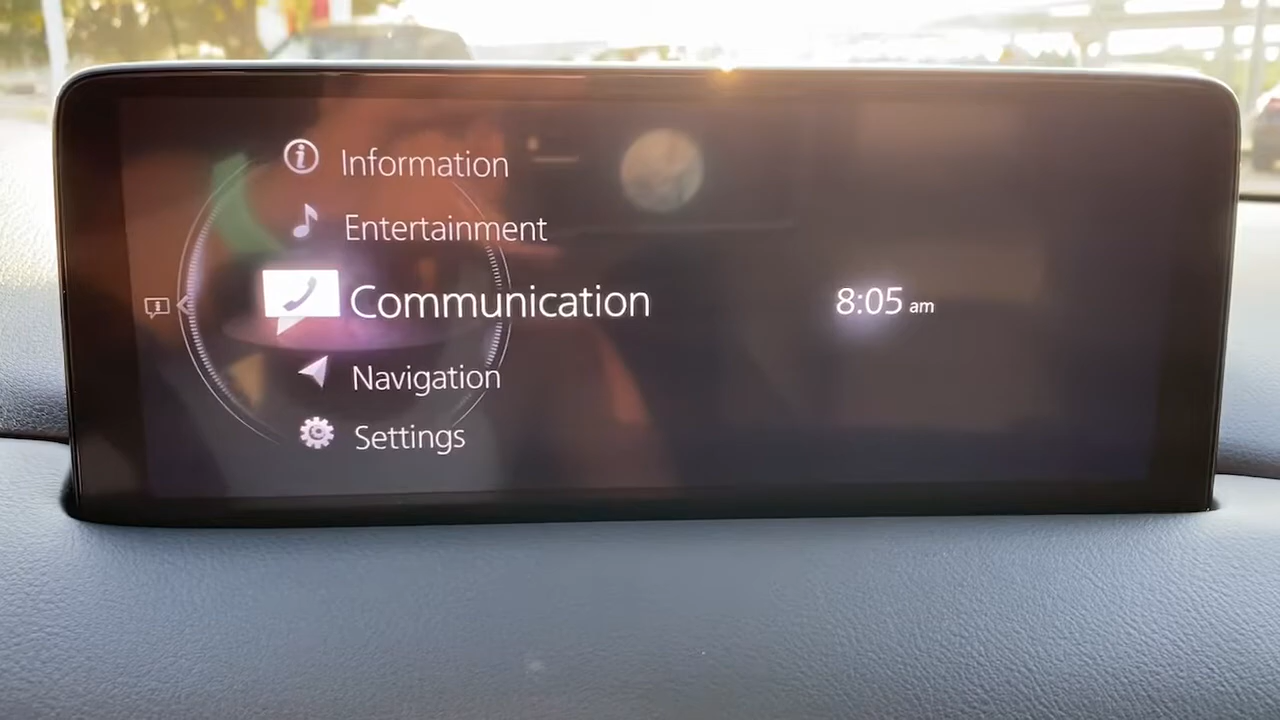 Information
Entertainment
Communication
8:05 am
Navigation
Settings